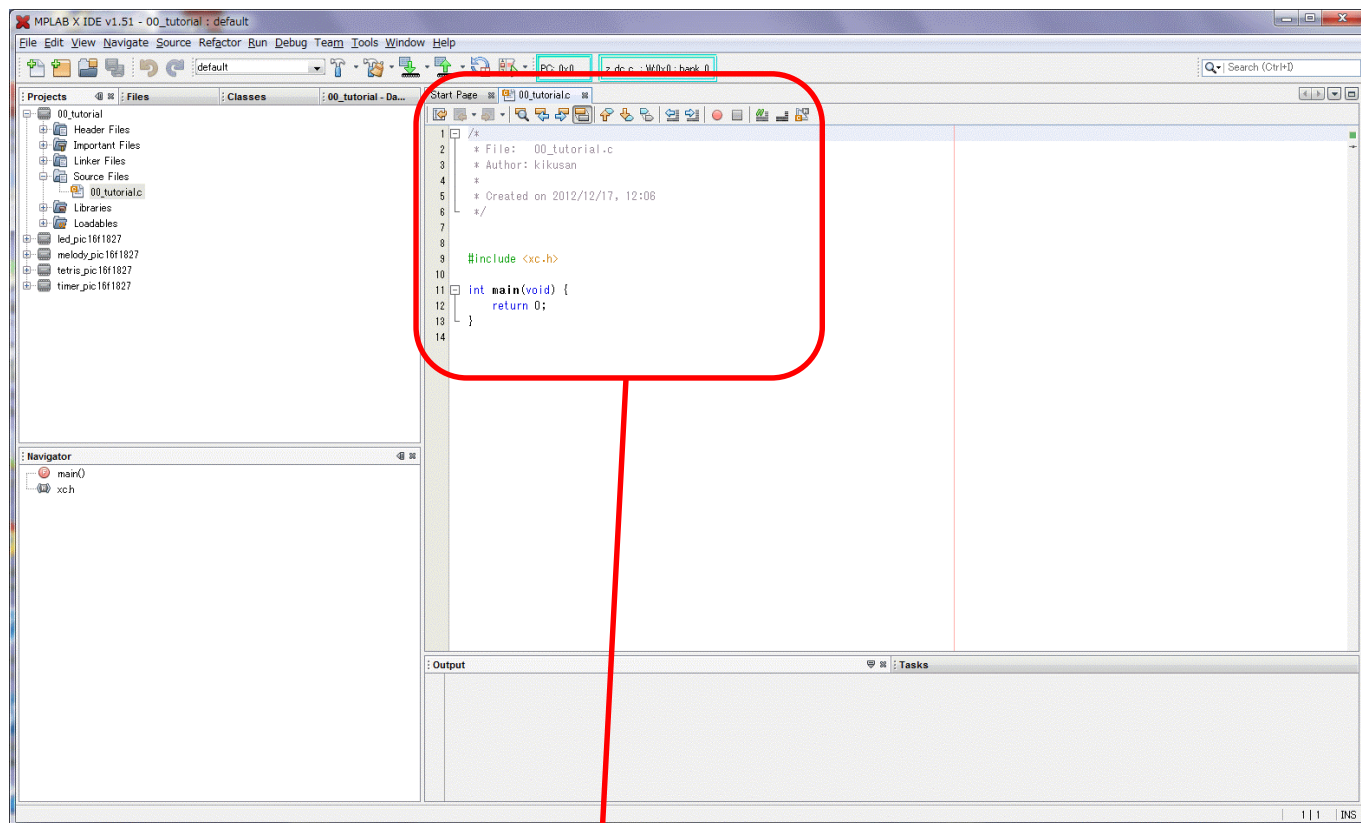 MPLAB X IDE v1.51 - 00_tutorial : default
File Edit View Navigate Source Refactor Run Debug Team Tools Window Help
default
PC: 0x0
z dc c : W:0x0 : bank 0
Search (Ctrl+I)
Projects Files Classes 00_tutorial - Da...
00_tutorial
Header Files
Important Files
Linker Files
Source Files
00_tutorial.c
Libraries
Loadables
led_pic16f1827
melody_pic16f1827
tetris_pic16f1827
timer_pic16f1827
Navigator
main()
xc.h
Start Page 00_tutorial.c
1 /*
2 * File: 00_tutorial.c
3 * Author: kikusan
4 *
5 * Created on 2012/12/17, 12:06
6 */
7
8
9 #include <xc.h>
10
11 int main(void) {
12 return 0;
13 }
14
Output
Tasks
1 | 1 INS